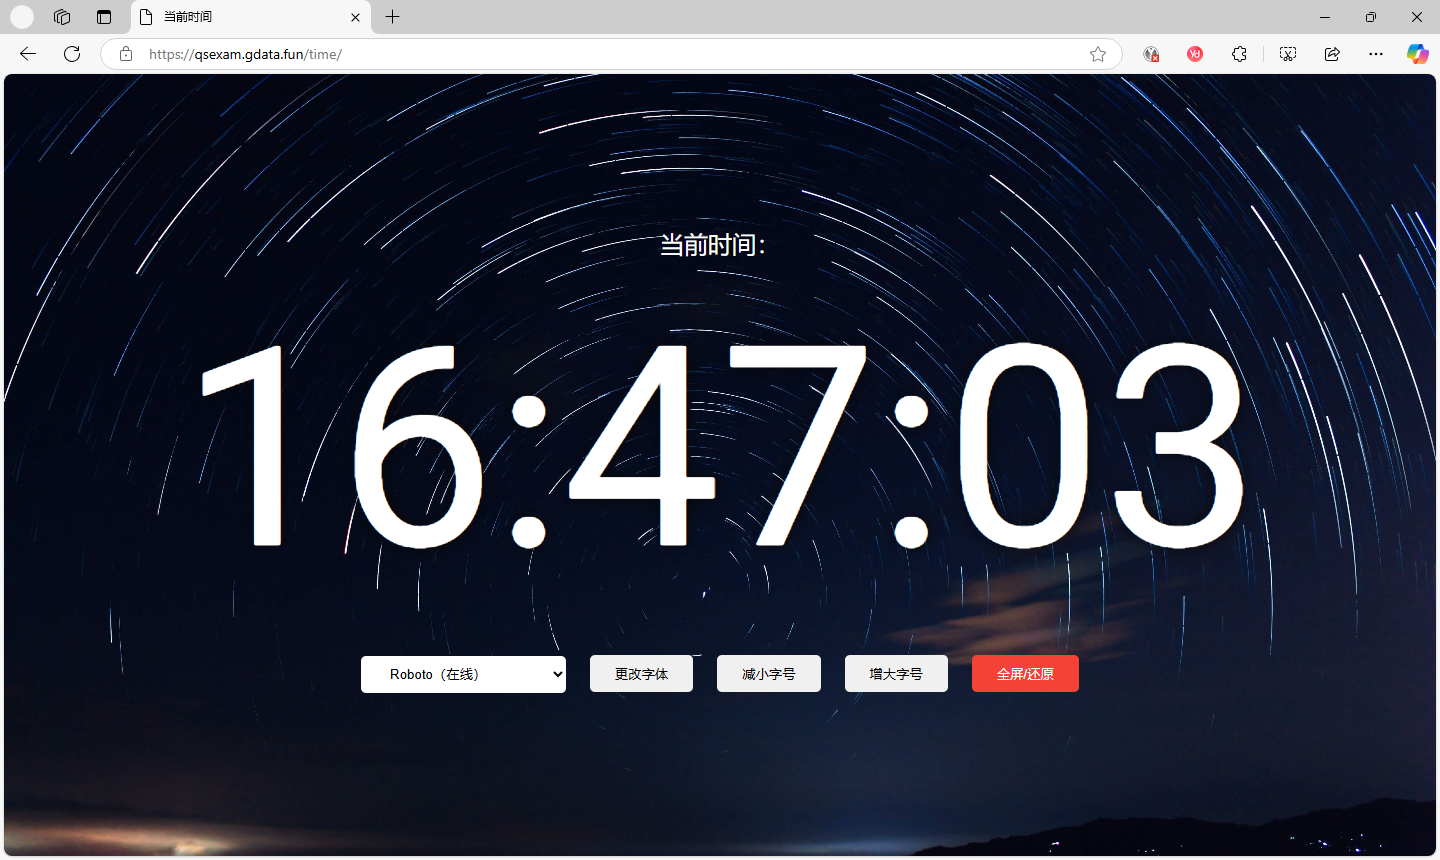 当前时间
https://qsexam.gdata.fun/time/
当前时间：
16:47:03
Roboto（在线）
更改字体
减小字号
增大字号
全屏/还原